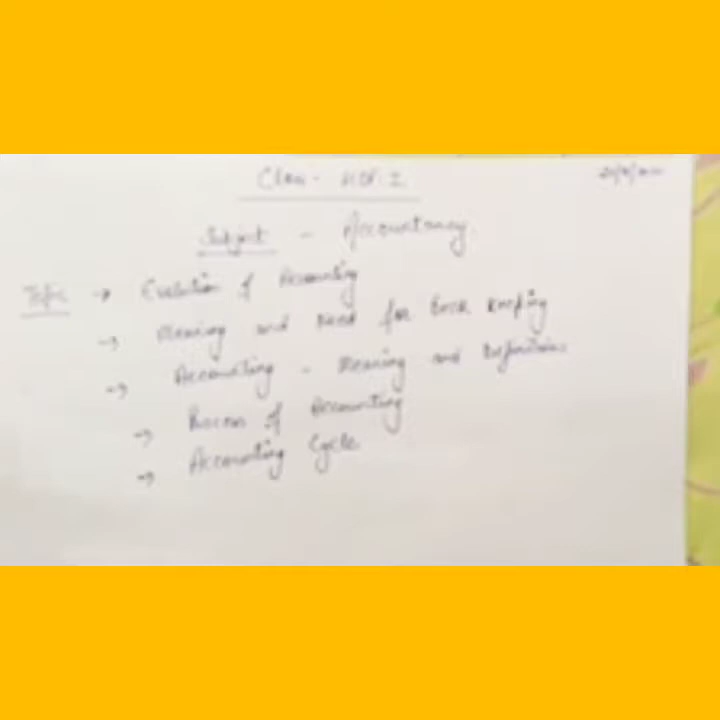 Class -
Subject - Accountancy.
Topic → Evolution of Accounting
→ Meaning and Need for Book keeping
→ Accounting - Meaning and Definitions
→ Process of Accounting
→ Accounting Cycle